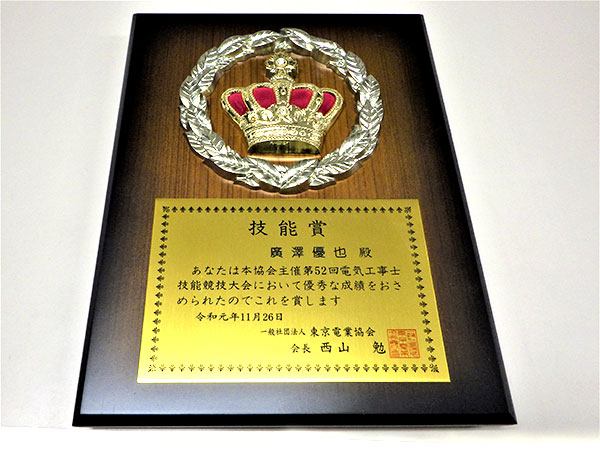 技能賞
廣澤優也 殿
あなたは本協会主催第52回電気工事士
技能競技大会において優秀な成績をおさ
められたのでこれを賞します
令和元年11月26日
一般社団法人 東京電業協会
会長 西山 勉